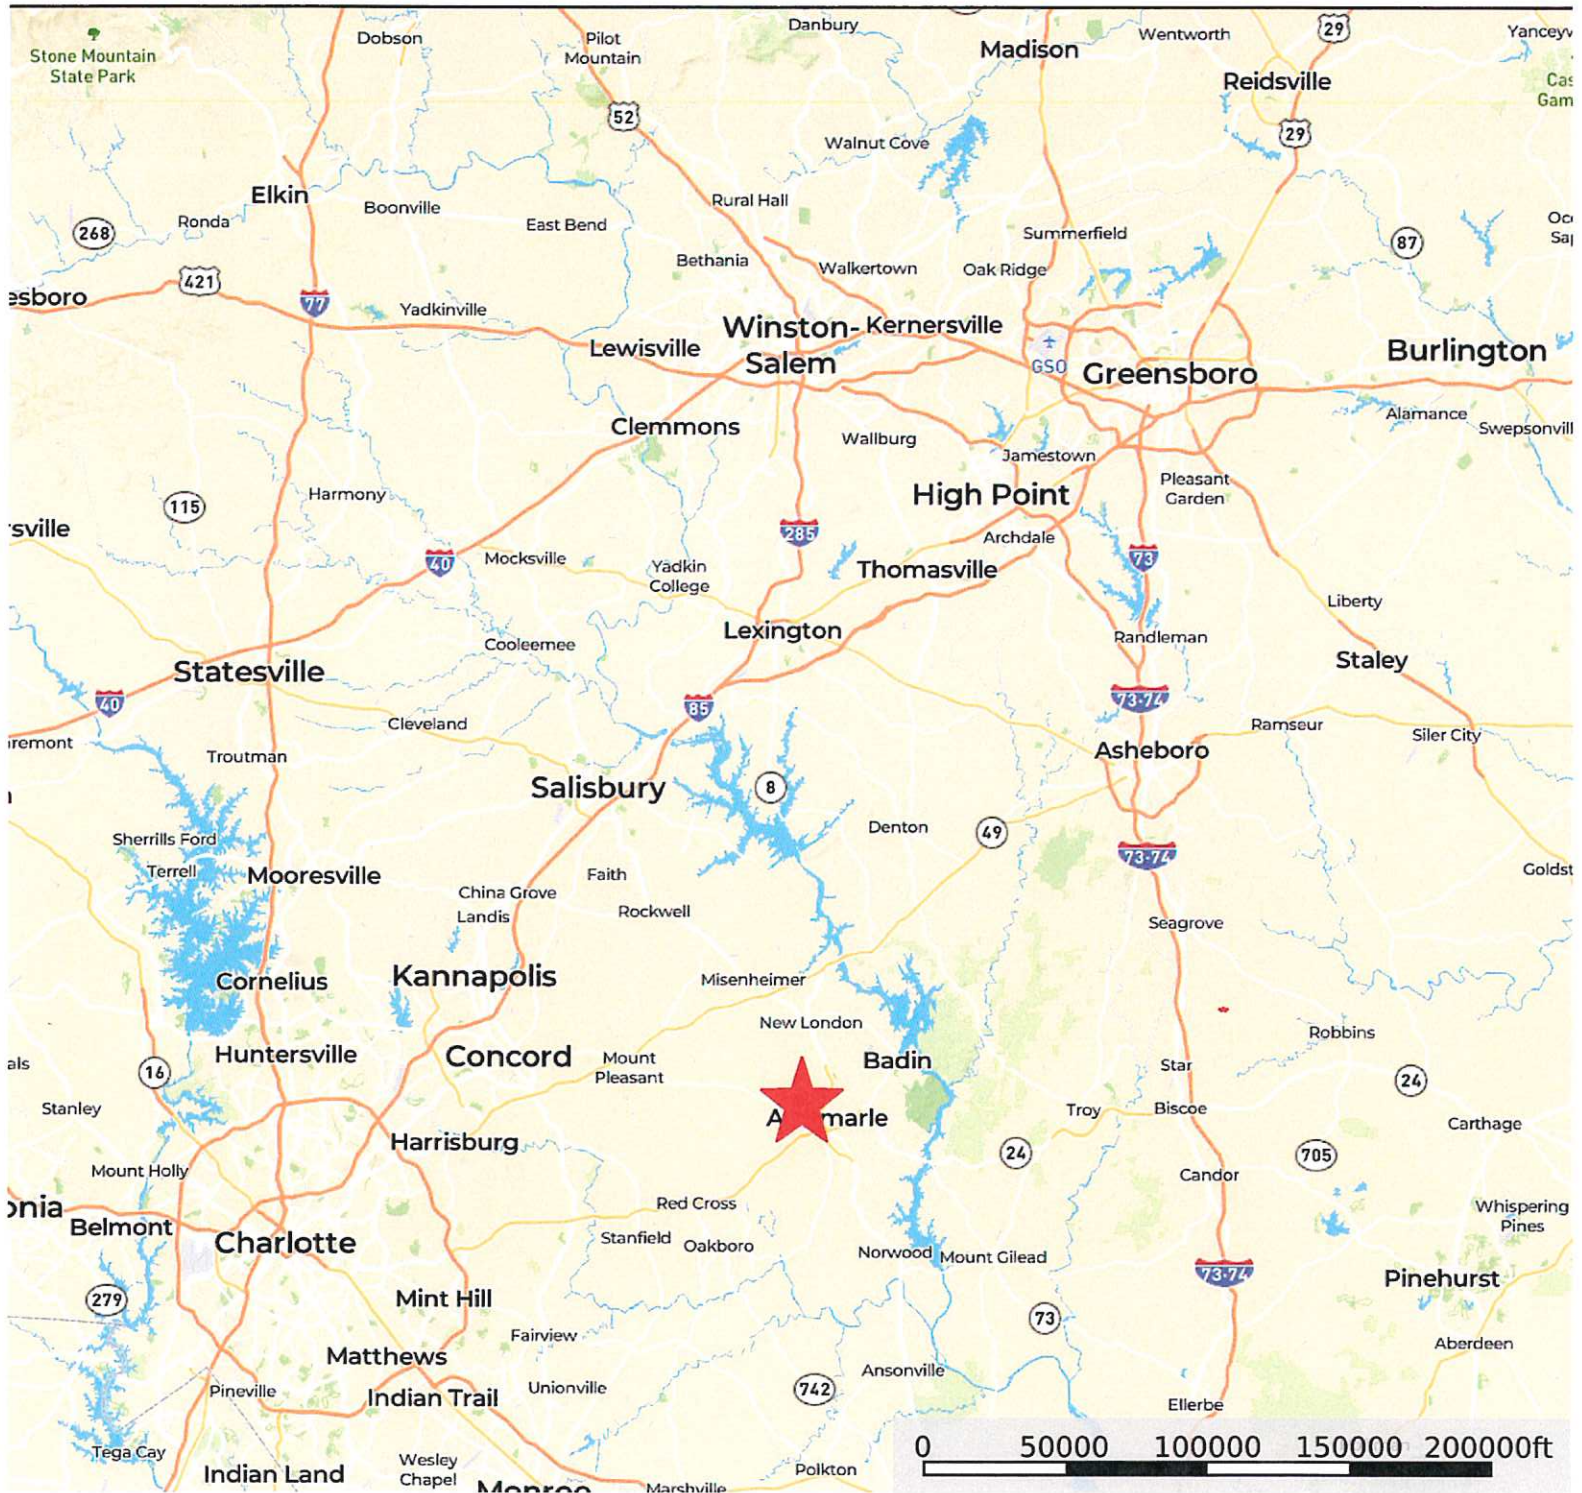 Stone Mountain
State Park
Dobson
Pilot
Mountain
Danbury
Madison
Wentworth
29
Reidsville
52
29
Walnut Cove
Elkin
Boonville
Rural Hall
268
Ronda
East Bend
Summerfield
87
Bethania
Walkertown
Oak Ridge
421
esboro
77
Yadkinville
Winston-
Salem
Kernersville
Lewisville
GSO
Greensboro
Burlington
Clemmons
Wallburg
Alamance
Swepsonvill
Jamestown
115
Harmony
High Point
Pleasant
Garden
rsville
285
Archdale
40
Mocksville
Yadkin
College
Thomasville
73
Liberty
Lexington
Randleman
Cooleemee
Staley
Statesville
40
85
73-74
Cleveland
Ramseur
Siler City
remont
Troutman
Asheboro
Salisbury
8
Denton
49
Sherrills Ford
Terrell
Mooresville
73-74
Goldst
Faith
China Grove
Landis
Rockwell
Seagrove
Kannapolis
Misenheimer
Cornelius
New London
Robbins
Huntersville
Concord
Mount
Pleasant
Badin
Star
als
16
24
Stanley
Troy
Biscoe
marle
Carthage
Harrisburg
24
705
Mount Holly
Candor
onia
Belmont
Red Cross
Whispering
Pines
Charlotte
Stanfield
Oakboro
Norwood
Mount Gilead
73-74
Pinehurst
279
Mint Hill
73
Fairview
Aberdeen
Matthews
Ansonville
Pineville
Indian Trail
Unionville
742
Ellerbe
Tega Cay
Indian Land
Wesley
Chapel
Polkton
Marshville
0 50000 100000 150000 200000ft